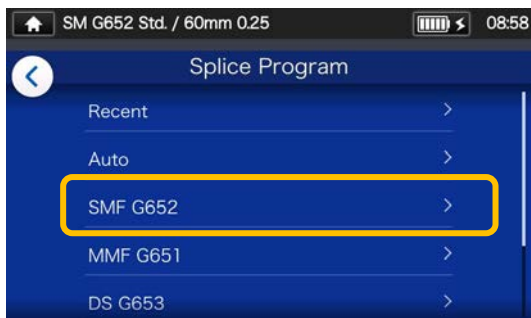 SM G652 Std. / 60mm 0.25 08:58
Splice Program
Recent
Auto
SMF G652
MMF G651
DS G653